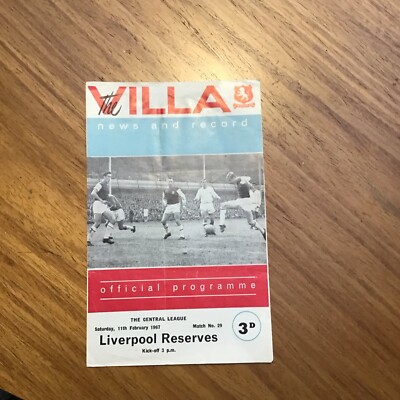 The VILLA
news and record
official programme
THE CENTRAL LEAGUE
Saturday, 11th February 1967 Match No. 29
Liverpool Reserves
Kick-off 3 p.m.
3D